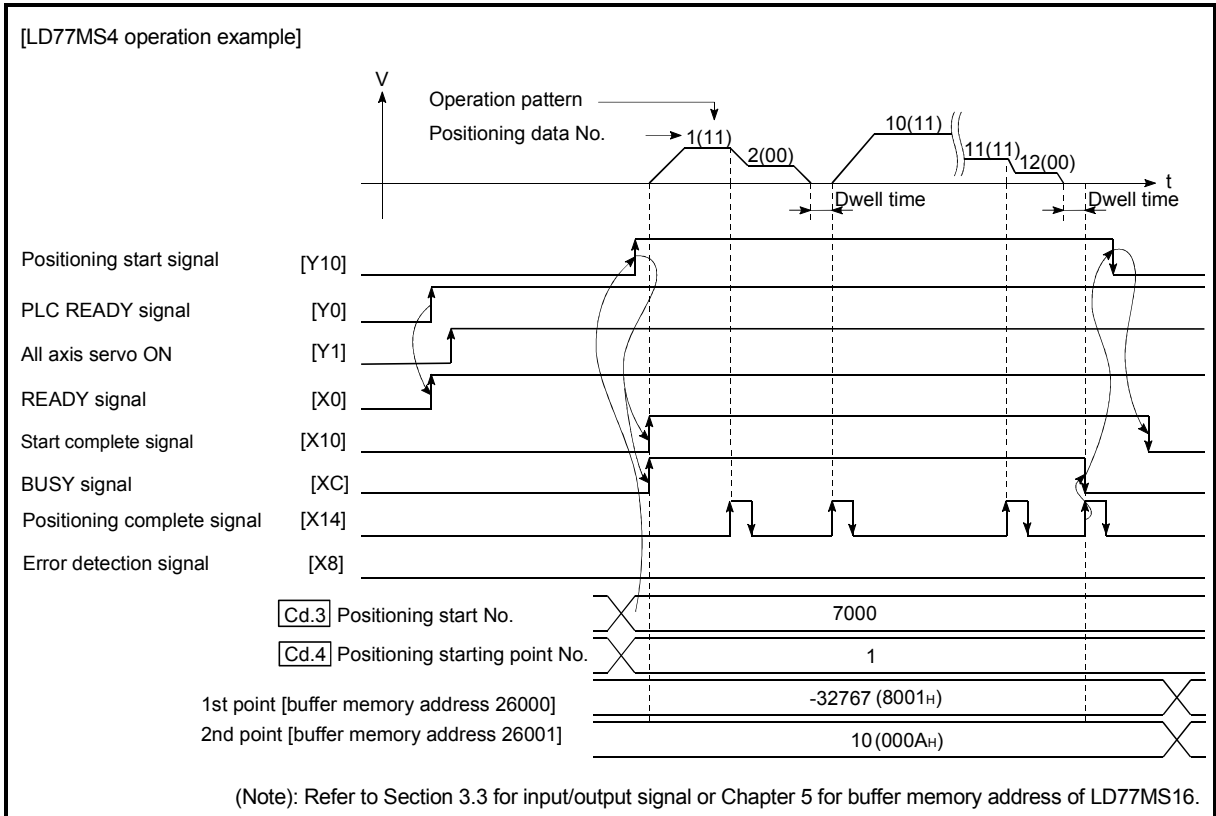 [LD77MS4 operation example]
V
Operation pattern
Positioning data No.
1(11)
2(00)
10(11)
11(11)
12(00)
t
Dwell time
Dwell time
Positioning start signal [Y10]
PLC READY signal [Y0]
All axis servo ON [Y1]
READY signal [X0]
Start complete signal [X10]
BUSY signal [XC]
Positioning complete signal [X14]
Error detection signal [X8]
Cd.3 Positioning start No. 7000
Cd.4 Positioning starting point No. 1
1st point [buffer memory address 26000] -32767 (8001H)
2nd point [buffer memory address 26001] 10 (000AH)
(Note): Refer to Section 3.3 for input/output signal or Chapter 5 for buffer memory address of LD77MS16.